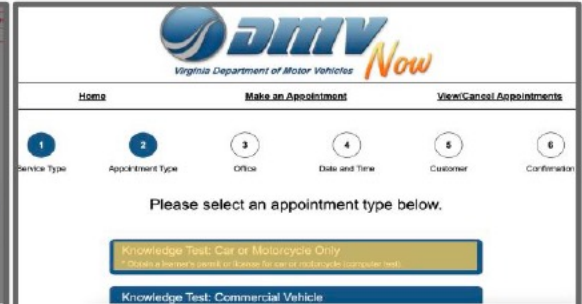 DMV Now
Virginia Department of Motor Vehicles
Home Make an Appointment View/Cancel Appointments
1 2 3 4 5 6
Service Type Appointment Type Office Date and Time Customer Confirmation
Please select an appointment type below.
Knowledge Test: Car or Motorcycle Only
* Obtain a learner's permit or license for car or motorcycle (computer test)
Knowledge Test: Commercial Vehicle